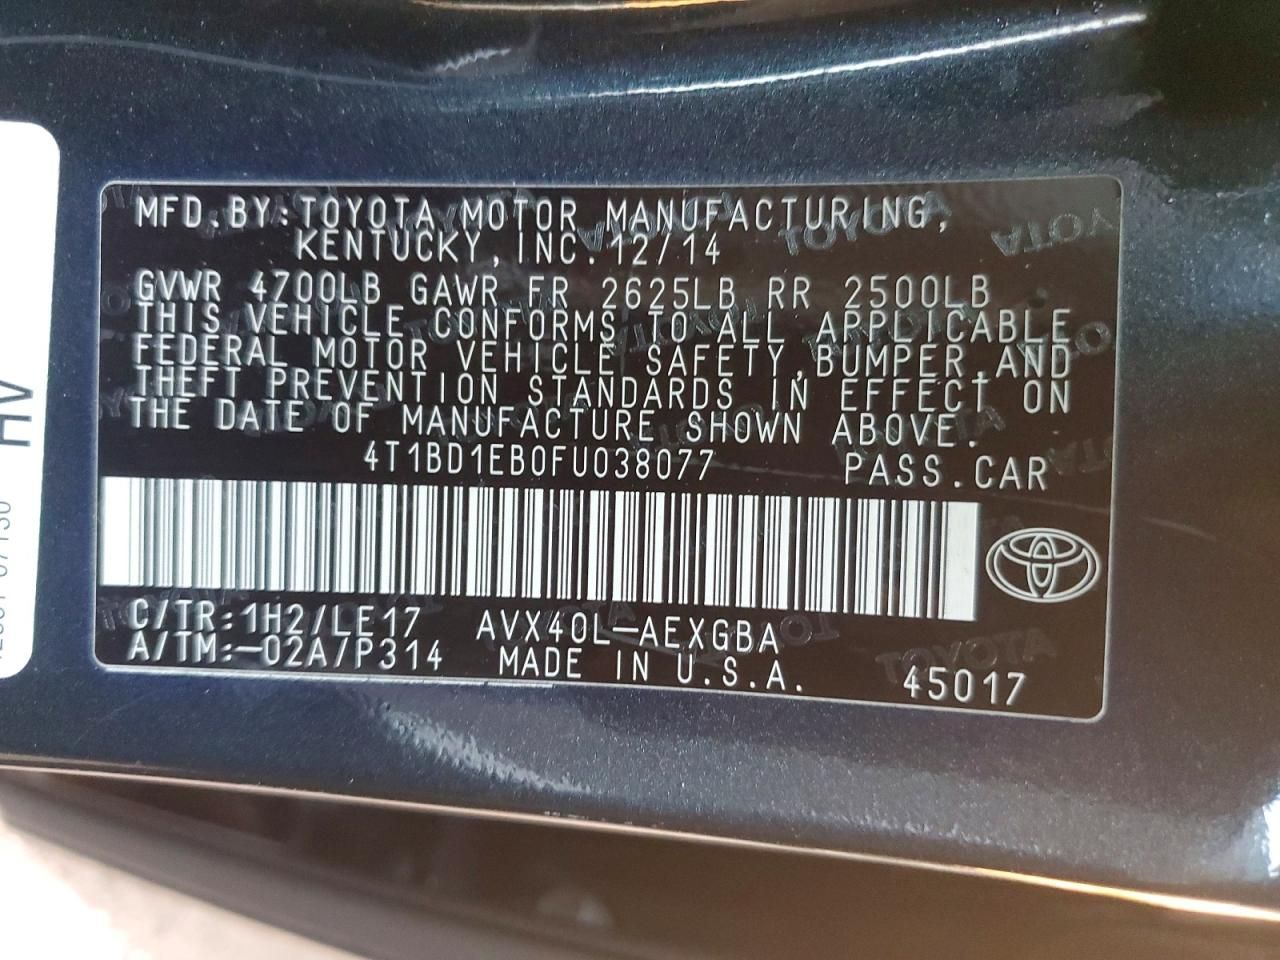 MFD.BY:TOYOTA MOTOR MANUFACTURING,
KENTUCKY,INC.12/14
GVWR 4700LB GAWR FR 2625LB RR 2500LB
THIS VEHICLE CONFORMS TO ALL APPLICABLE
FEDERAL MOTOR VEHICLE SAFETY,BUMPER,AND
THEFT PREVENTION STANDARDS IN EFFECT ON
THE DATE OF MANUFACTURE SHOWN ABOVE.
4T1BD1EB0FU038077 PASS.CAR
C/TR:1H2/LE17 AVX40L-AEXGBA
A/TM:-02A/P314 MADE IN U.S.A. 45017
HV